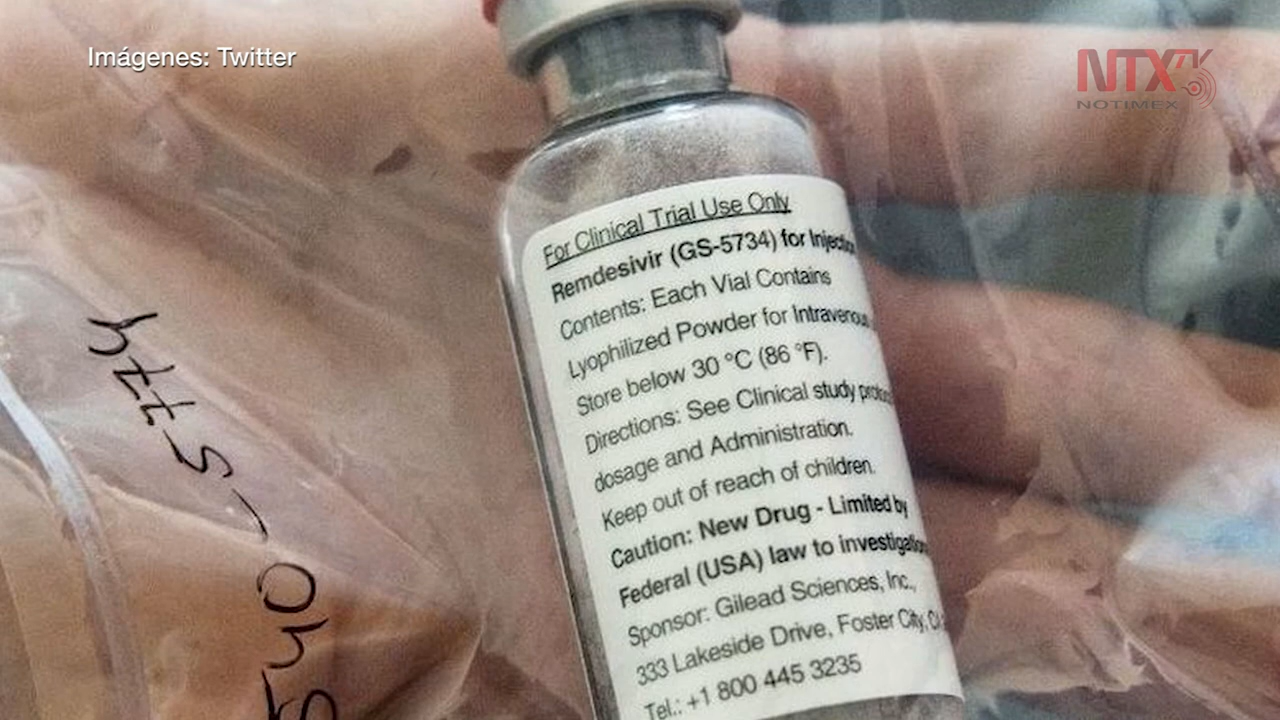 Imágenes: Twitter
NTX
NOTIMEX
For Clinical Trial Use Only
Remdesivir (GS-5734) for
Contents: Each Vial Contains
Lyophilized Powder for Intravenous
Store below 30 °C (86 °F).
Directions: See Clinical study
dosage and Administration.
Keep out of reach of children.
Caution: New Drug - Limited by
Federal (USA) law to
Sponsor: Gilead Sciences, Inc.,
333 Lakeside Drive, Foster City,
Tel.: +1 800 445 3235